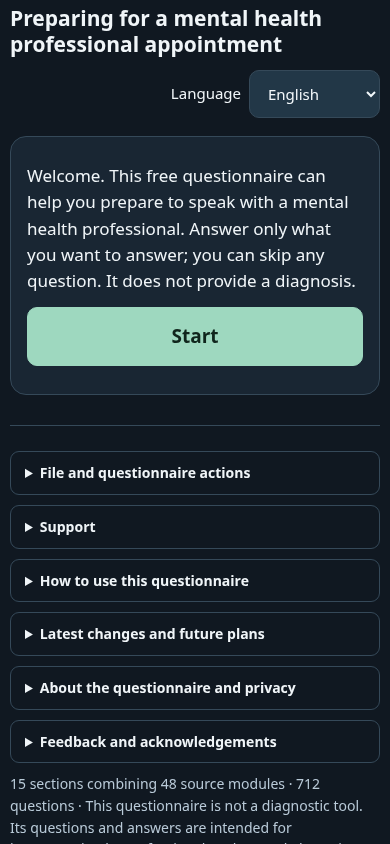 Preparing for a mental health
professional appointment
Language
English
Welcome. This free questionnaire can
help you prepare to speak with a mental
health professional. Answer only what
you want to answer; you can skip any
question. It does not provide a diagnosis.
Start
File and questionnaire actions
Support
How to use this questionnaire
Latest changes and future plans
About the questionnaire and privacy
Feedback and acknowledgements
15 sections combining 48 source modules · 712
questions · This questionnaire is not a diagnostic tool.
Its questions and answers are intended for